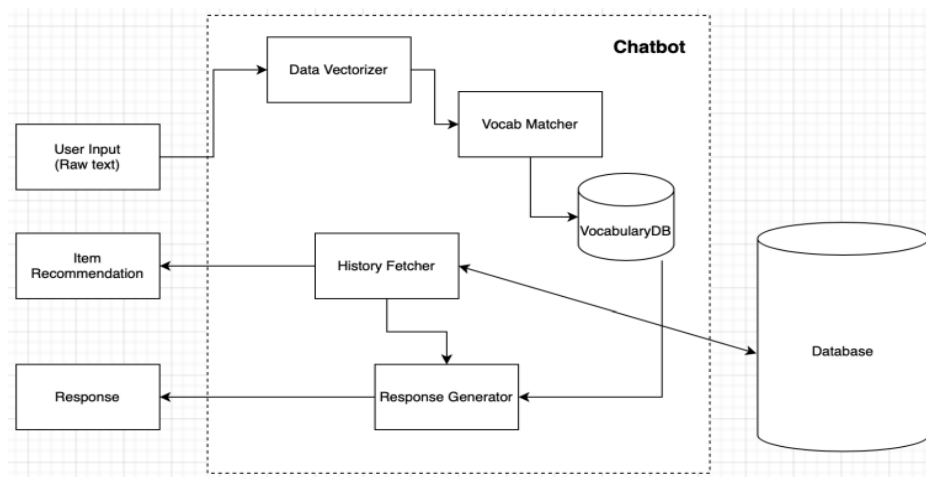 Chatbot
Data Vectorizer
Vocab Matcher
User Input
(Raw text)
VocabularyDB
Item
Recommendation
History Fetcher
Database
Response
Response Generator